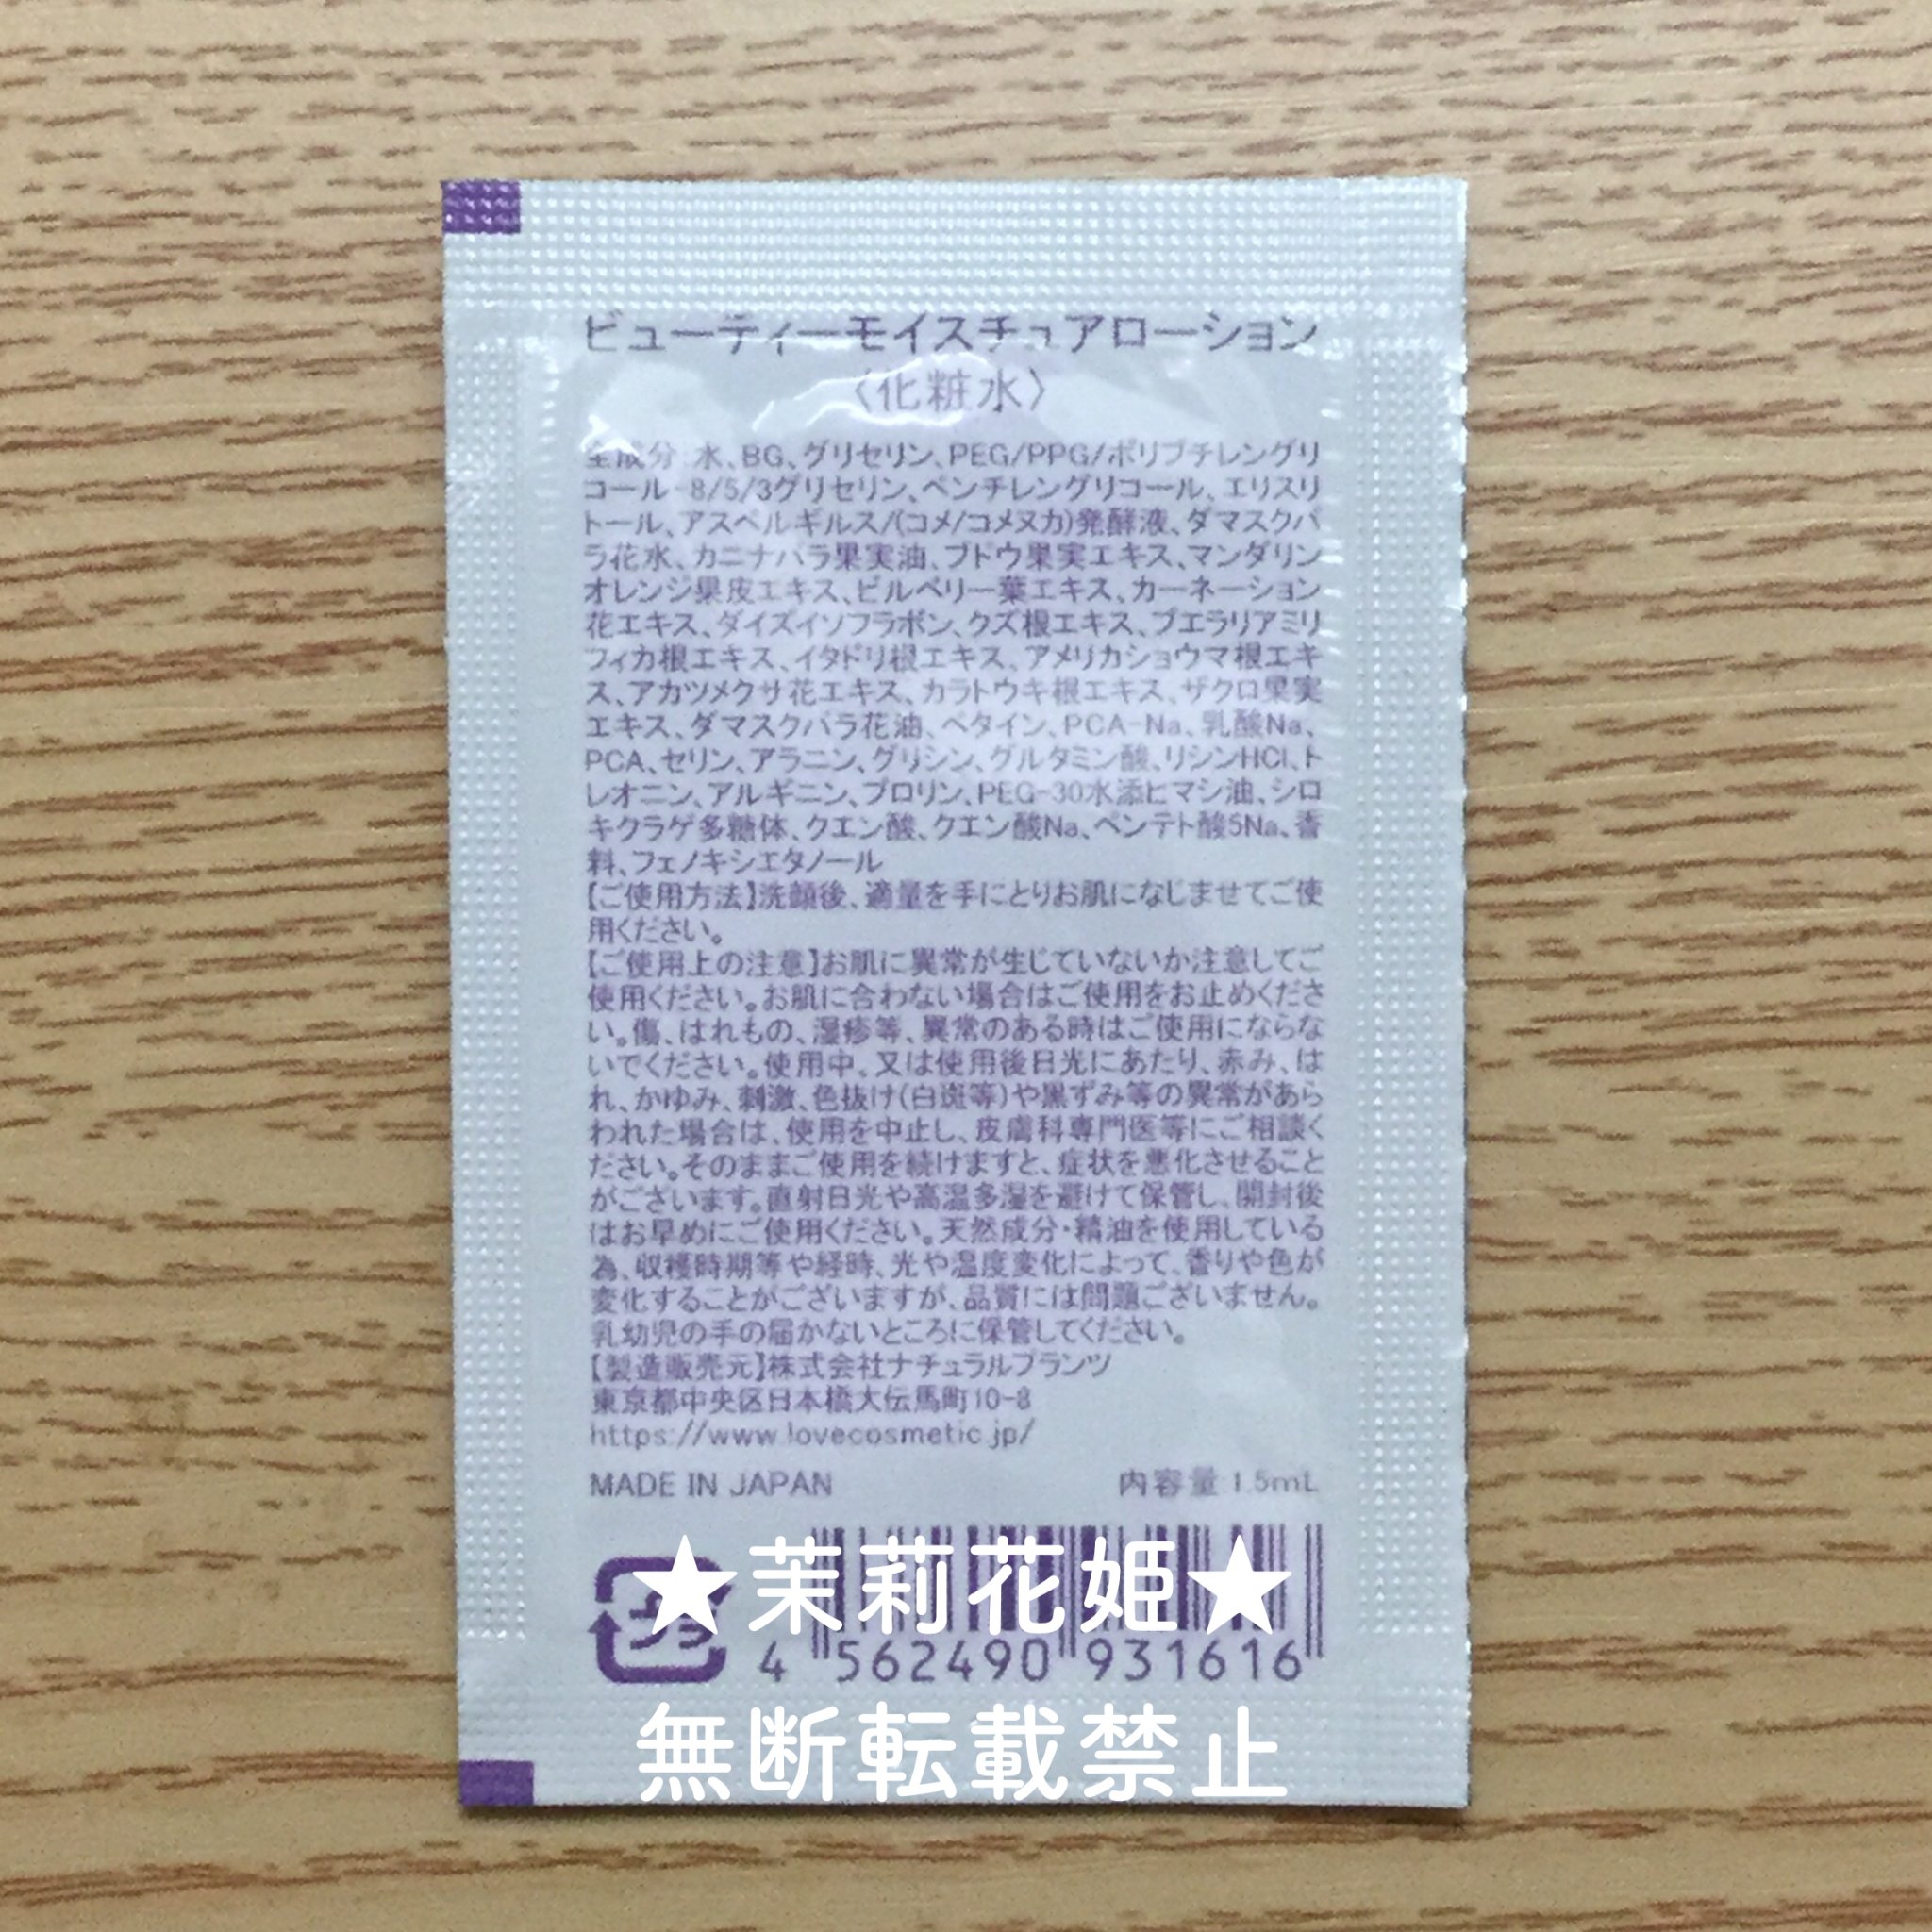 ビューティーモイスチュアローション
〈化粧水〉
全成分:水、BG、グリセリン、PEG/PPG/ポリブチレングリ
コール-8/5/3グリセリン、ペンチレングリコール、エリスリ
トール、アスペルギルス/(コメ/コメヌカ)発酵液、ダマスクバ
ラ花水、カニナバラ果実油、ブドウ果実エキス、マンダリン
オレンジ果皮エキス、ビルベリー葉エキス、カーネーション
花エキス、ダイズイソフラボン、クズ根エキス、プエラリアミリ
フィカ根エキス、イタドリ根エキス、アメリカショウマ根エキ
ス、アカツメクサ花エキス、カラトウキ根エキス、ザクロ果実
エキス、ダマスクバラ花油、ベタイン、PCA-Na、乳酸Na、
PCA、セリン、アラニン、グリシン、グルタミン酸、リシンHCl、ト
レオニン、アルギニン、プロリン、PEG-30水添ヒマシ油、シロ
キクラゲ多糖体、クエン酸、クエン酸Na、ペンテト酸5Na、香
料、フェノキシエタノール
【ご使用方法】洗顔後、適量を手にとりお肌になじませてご使
用ください。
【ご使用上の注意】お肌に異常が生じていないか注意してご
使用ください。お肌に合わない場合はご使用をお止めくださ
い。傷、はれもの、湿疹等、異常のある時はご使用にならな
いでください。使用中、又は使用後日光にあたり、赤み、は
れ、かゆみ、刺激、色抜け(白斑等)や黒ずみ等の異常があら
われた場合は、使用を中止し、皮膚科専門医等にご相談く
ださい。そのままご使用を続けますと、症状を悪化させること
がございます。直射日光や高温多湿を避けて保管し、開封後
はお早めにご使用ください。天然成分・精油を使用している
為、収穫時期等や経時、光や温度変化によって、香りや色が
変化することがございますが、品質には問題ございません。
乳幼児の手の届かないところに保管してください。
【製造販売元】株式会社ナチュラルプランツ
東京都中央区日本橋大伝馬町10-8
https://www.lovecosmetic.jp/
MADE IN JAPAN 内容量 1.5mL
★茉莉花姫★
プラ
4 562490 931616
無断転載禁止